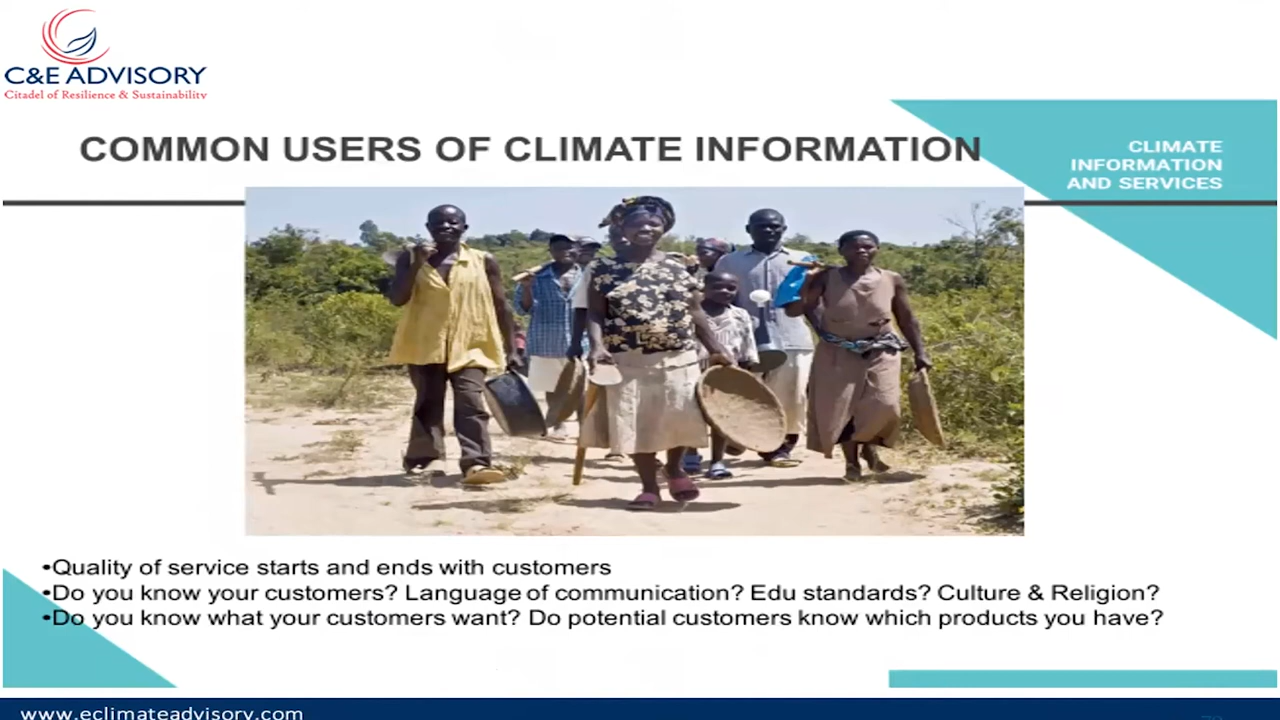 C&E ADVISORY
Citadel of Resilience & Sustainability
COMMON USERS OF CLIMATE INFORMATION
CLIMATE
INFORMATION
AND SERVICES
•Quality of service starts and ends with customers
•Do you know your customers? Language of communication? Edu standards? Culture & Religion?
•Do you know what your customers want? Do potential customers know which products you have?
www.eclimateadvisory.com